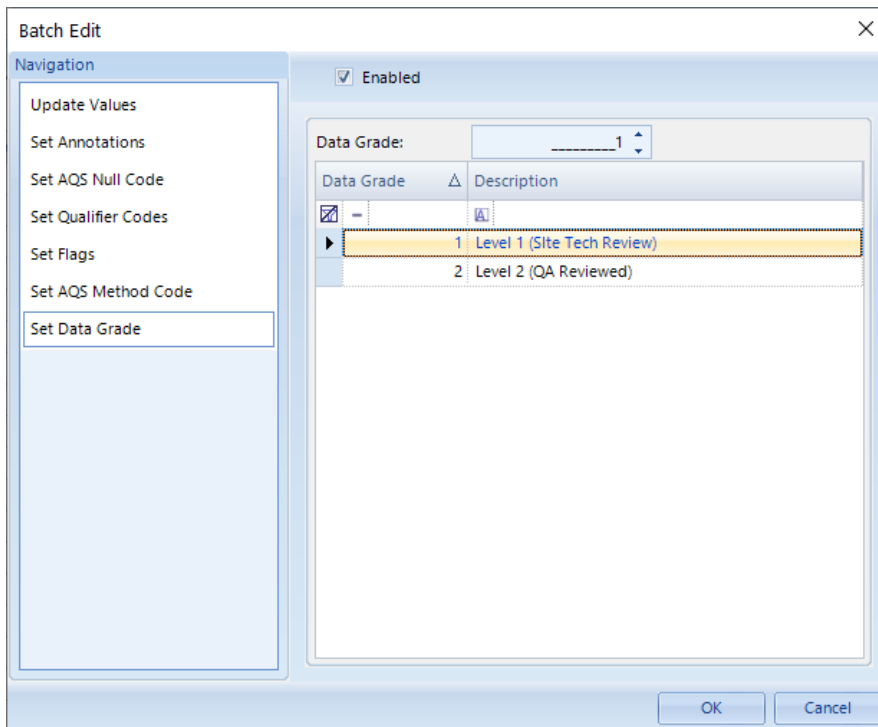 Batch Edit
Navigation
Update Values
Set Annotations
Set AQS Null Code
Set Qualifier Codes
Set Flags
Set AQS Method Code
Set Data Grade
Enabled
Data Grade: _________1
Data Grade Description
= A
1 Level 1 (SIte Tech Review)
2 Level 2 (QA Reviewed)
OK Cancel